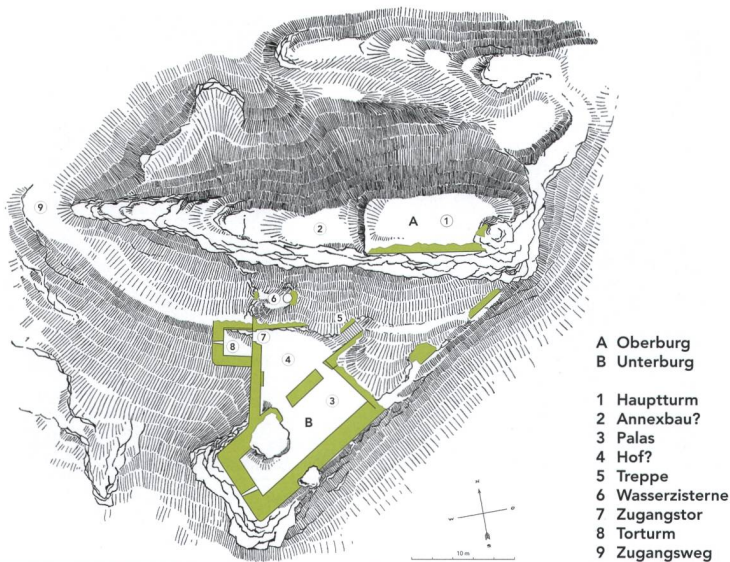 A
1
2
9
6
5
7
8
4
3
B
N
W
O
S
10 m
A Oberburg
B Unterburg
1 Hauptturm
2 Annexbau?
3 Palas
4 Hof?
5 Treppe
6 Wasserzisterne
7 Zugangstor
8 Torturm
9 Zugangsweg